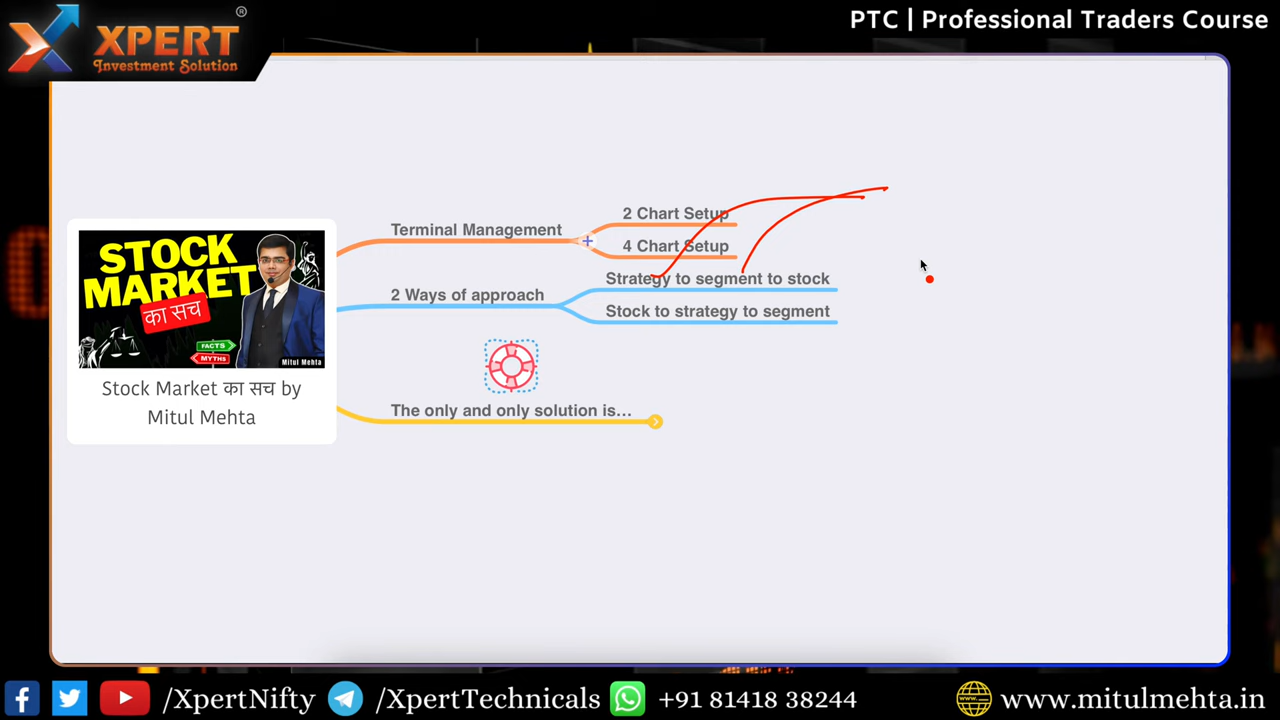 PTC | Professional Traders Course
XPERT
Investment Solution
2 Chart Setup
Terminal Management
4 Chart Setup
Strategy to segment to stock
2 Ways of approach
Stock to strategy to segment
STOCK
MARKET
का सच
FACTS
MYTHS
Mitul Mehta
Stock Market का सच by
Mitul Mehta
The only and only solution is...
/XpertNifty
/XpertTechnicals
+91 81418 38244
www.mitulmehta.in